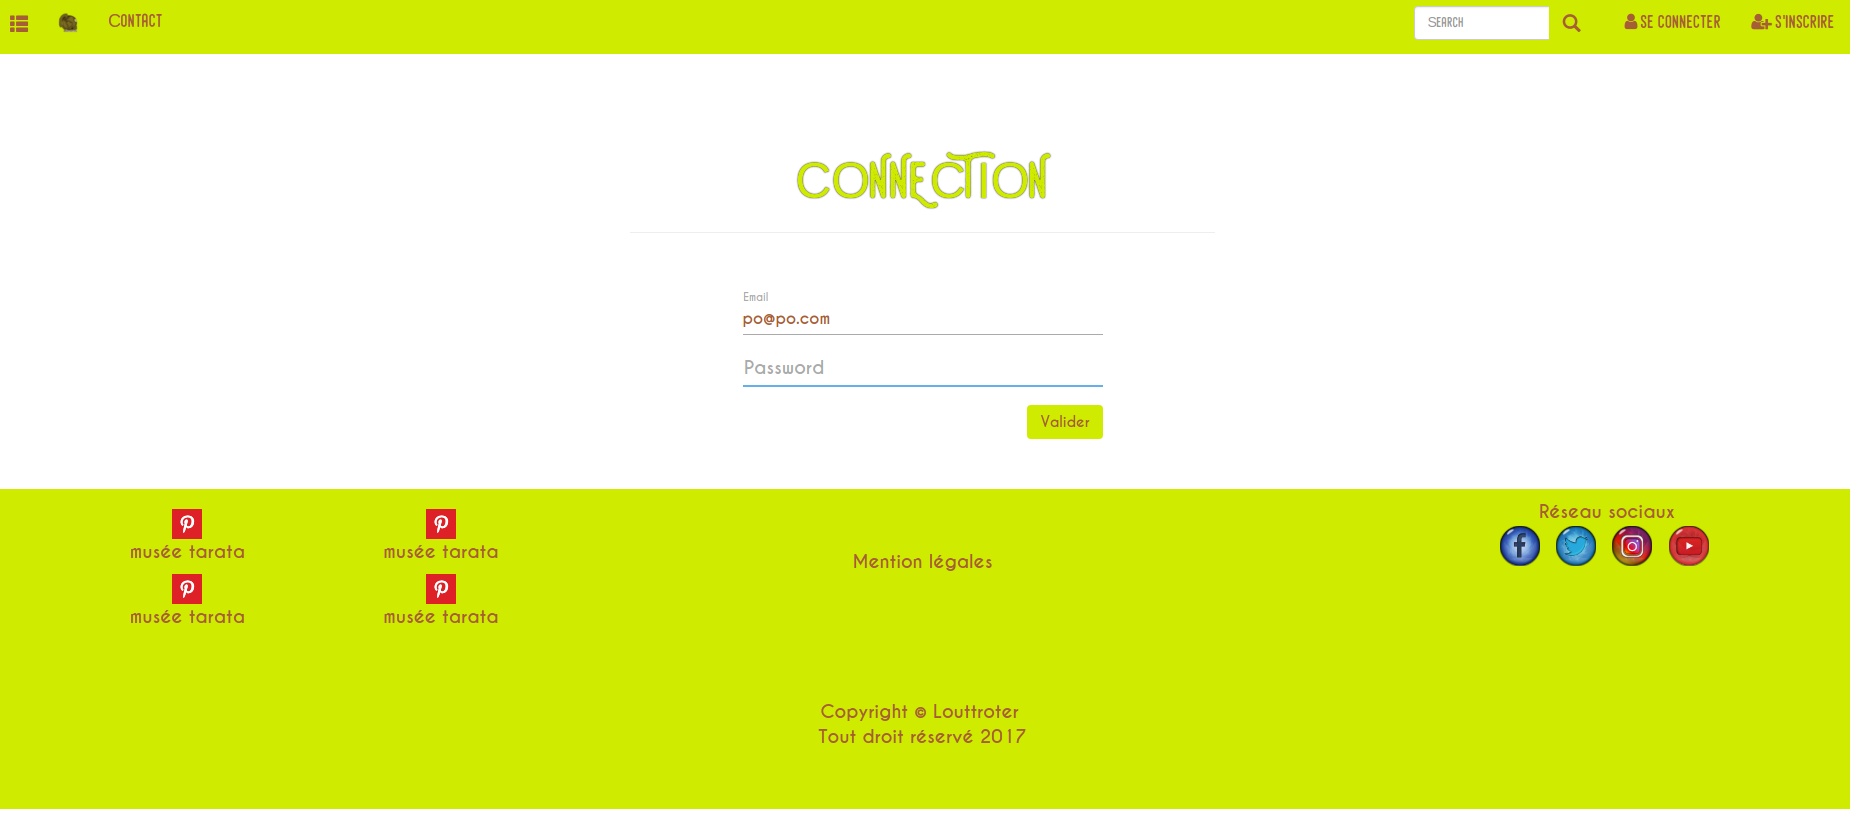 CONTACT
SEARCH
SE CONNECTER
S'INSCRIRE
CONNECTION
Email
po@po.com
Password
Valider
musée tarata
musée tarata
musée tarata
musée tarata
Mention légales
Réseau sociaux
Copyright © Louttroter
Tout droit réservé 2017